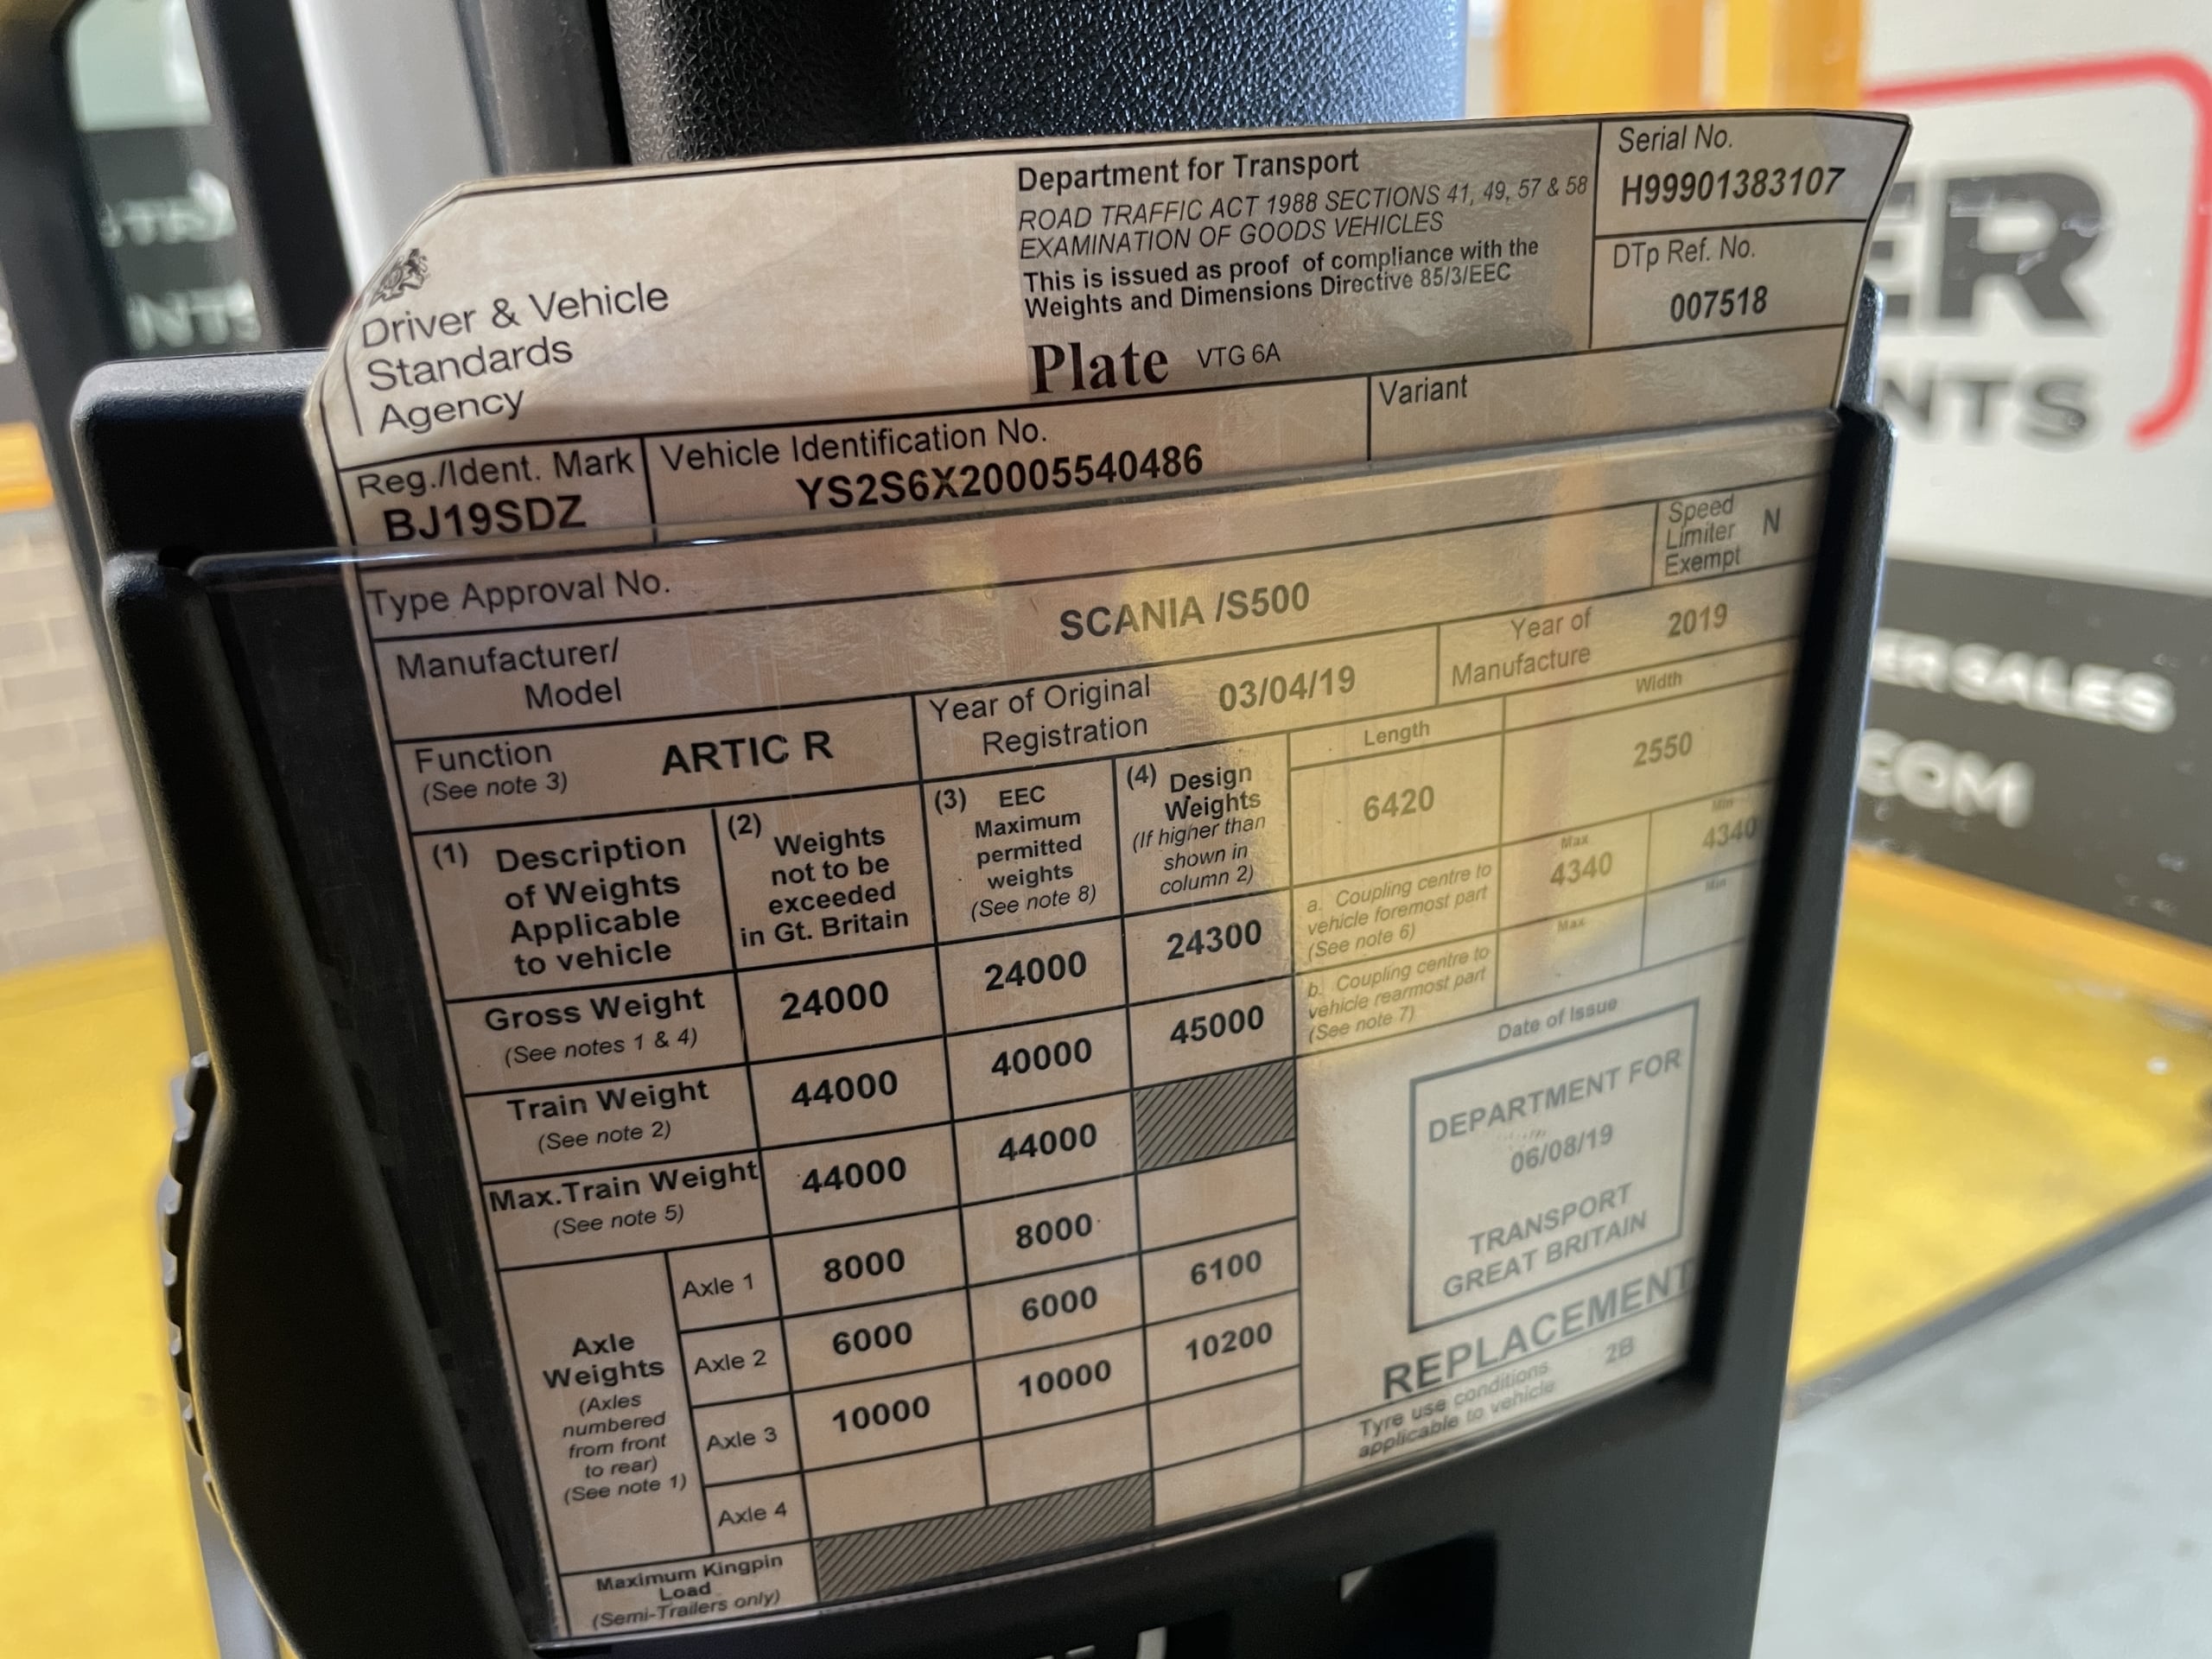 Driver & Vehicle
Standards
Agency
Department for Transport
ROAD TRAFFIC ACT 1988 SECTIONS 41, 49, 57 & 58
EXAMINATION OF GOODS VEHICLES
This is issued as proof of compliance with the
Weights and Dimensions Directive 85/3/EEC
Plate VTG 6A
Serial No.
H99901383107
DTp Ref. No.
007518
Reg./Ident. Mark
BJ19SDZ
Vehicle Identification No.
YS2S6X20005540486
Variant
Type Approval No.
Speed
Limiter
Exempt
N
Manufacturer/
Model
SCANIA /S500
Function
(See note 3)
ARTIC R
Year of Original
Registration
03/04/19
Year of
Manufacture
2019
(1) Description
of Weights
Applicable
to vehicle
(2) Weights
not to be
exceeded
in Gt. Britain
(3) EEC
Maximum
permitted
weights
(See note 8)
(4) Design
Weights
(If higher than
shown in
column 2)
Length
6420
Width
2550
a. Coupling centre to
vehicle foremost part
(See note 6)
Max
4340
Min
4340
b. Coupling centre to
vehicle rearmost part
(See note 7)
Max
Min
Gross Weight
(See notes 1 & 4)
24000
24000
24300
Train Weight
(See note 2)
44000
40000
45000
Max.Train Weight
(See note 5)
44000
44000
Axle
Weights
(Axles
numbered
from front
to rear)
(See note 1)
Axle 1
8000
8000
Axle 2
6000
6000
6100
Axle 3
10000
10000
10200
Axle 4
Maximum Kingpin
Load
(Semi-Trailers only)
Date of Issue
DEPARTMENT FOR
06/08/19
TRANSPORT
GREAT BRITAIN
REPLACEMENT
Tyre use conditions
applicable to vehicle
2B
ER
NTS
ER SALES
COM